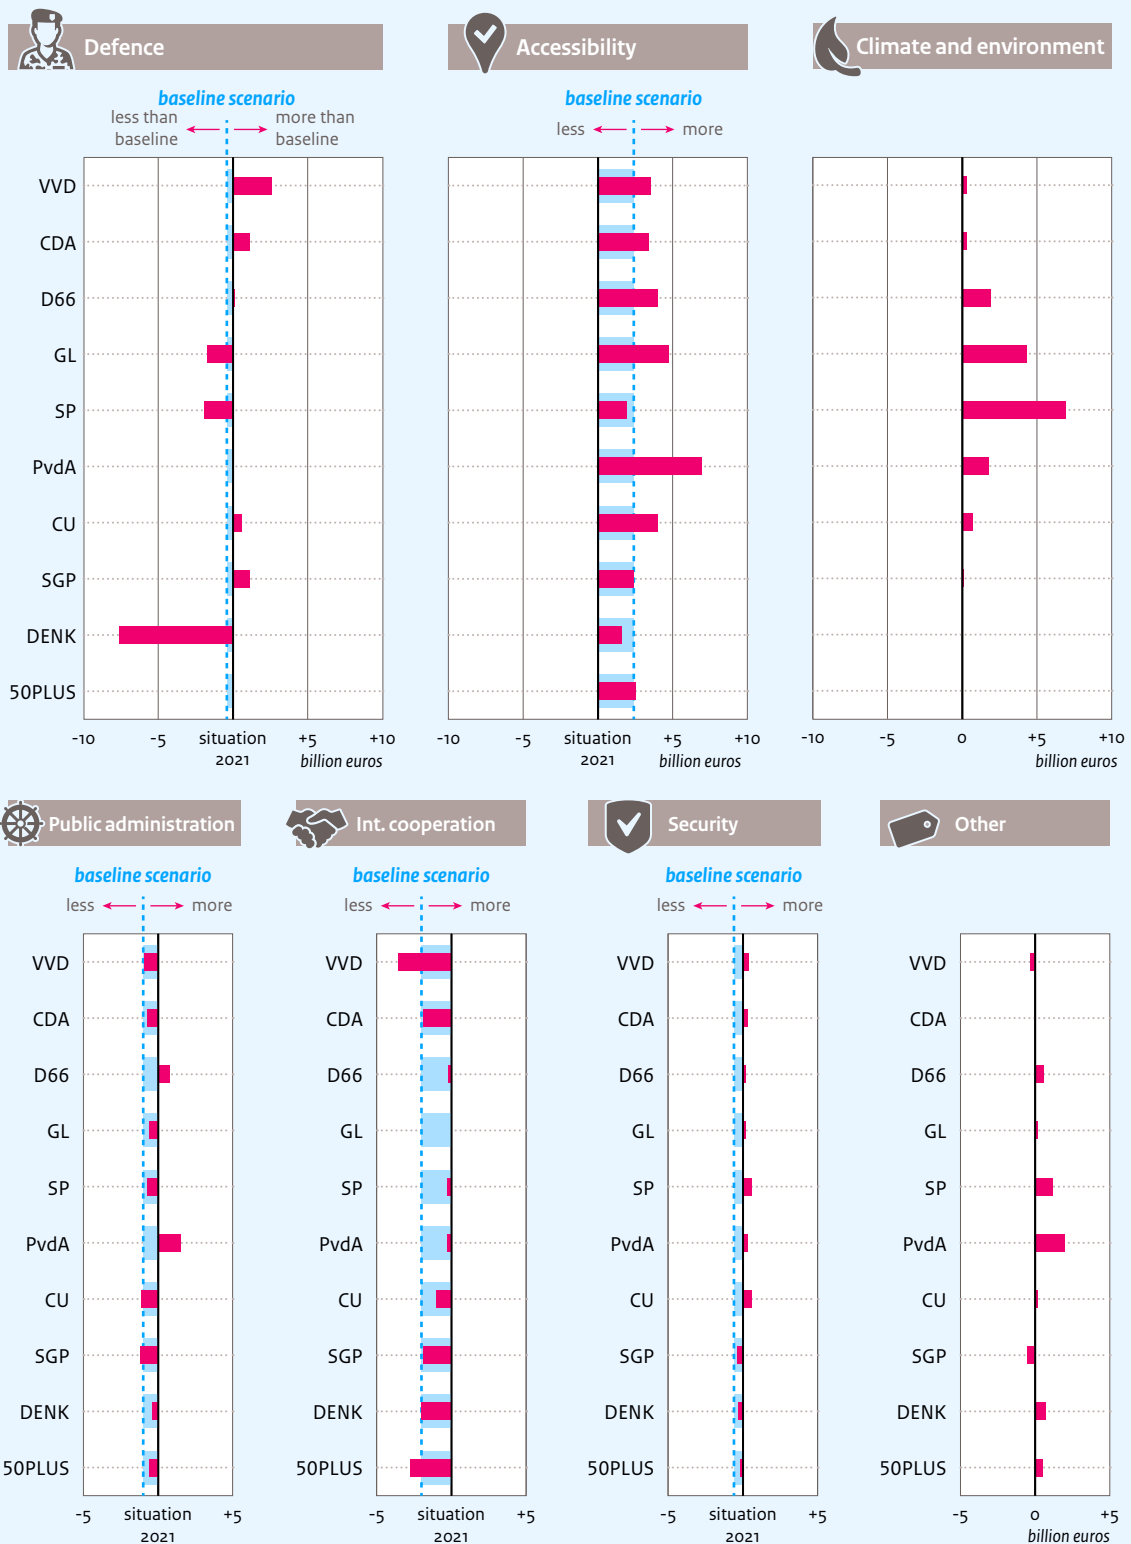 Defence
Accessibility
Climate and environment
baseline scenario
less than
baseline
more than
baseline
baseline scenario
less
more
VVD
CDA
D66
GL
SP
PvdA
CU
SGP
DENK
50PLUS
-10 -5 situation +5 +10
2021 billion euros
-10 -5 situation +5 +10
2021 billion euros
-10 -5 0 +5 +10
billion euros
Public administration
Int. cooperation
Security
Other
baseline scenario
less more
baseline scenario
less more
baseline scenario
less more
VVD
CDA
D66
GL
SP
PvdA
CU
SGP
DENK
50PLUS
-5 situation +5
2021
VVD
CDA
D66
GL
SP
PvdA
CU
SGP
DENK
50PLUS
-5 situation +5
2021
VVD
CDA
D66
GL
SP
PvdA
CU
SGP
DENK
50PLUS
-5 situation +5
2021
VVD
CDA
D66
GL
SP
PvdA
CU
SGP
DENK
50PLUS
-5 0 +5
billion euros